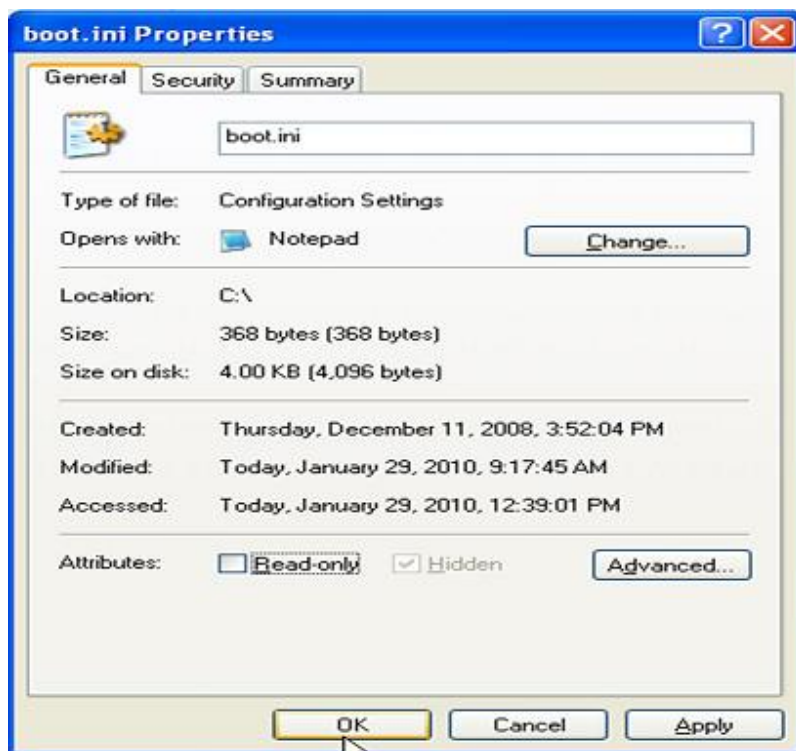 boot.ini Properties
General Security Summary
boot.ini
Type of file: Configuration Settings
Opens with: Notepad Change...
Location: C:\
Size: 368 bytes (368 bytes)
Size on disk: 4.00 KB (4,096 bytes)
Created: Thursday, December 11, 2008, 3:52:04 PM
Modified: Today, January 29, 2010, 9:17:45 AM
Accessed: Today, January 29, 2010, 12:39:01 PM
Attributes: Read-only Hidden Advanced...
OK Cancel Apply